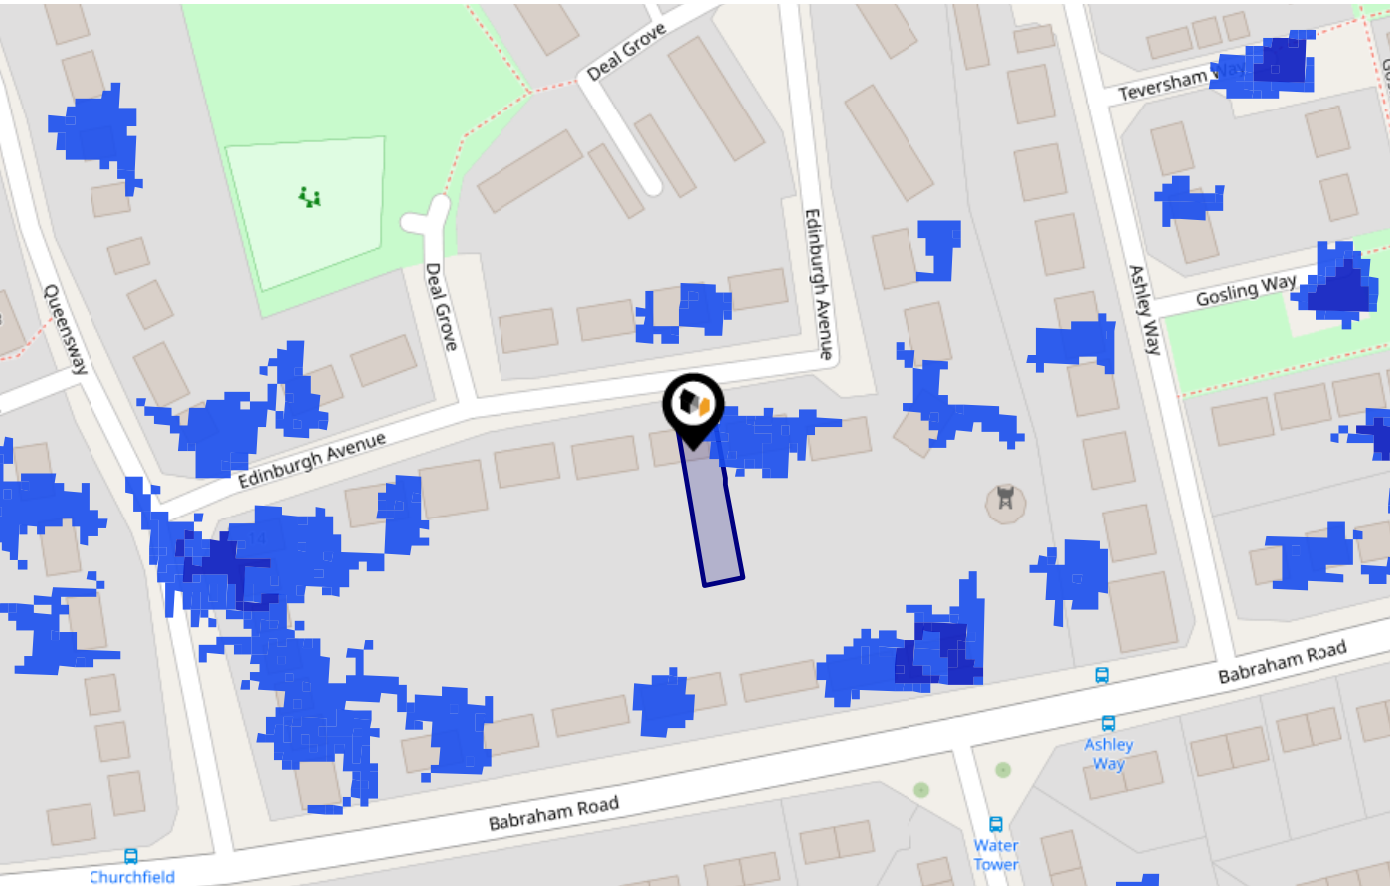 Deal Grove
Teversham Way
Edinburgh Avenue
Deal Grove
Queensway
Ashley Way
Gosling Way
Edinburgh Avenue
14
Babraham Road
Babraham Road
Ashley
Way
Water
Tower
Churchfield